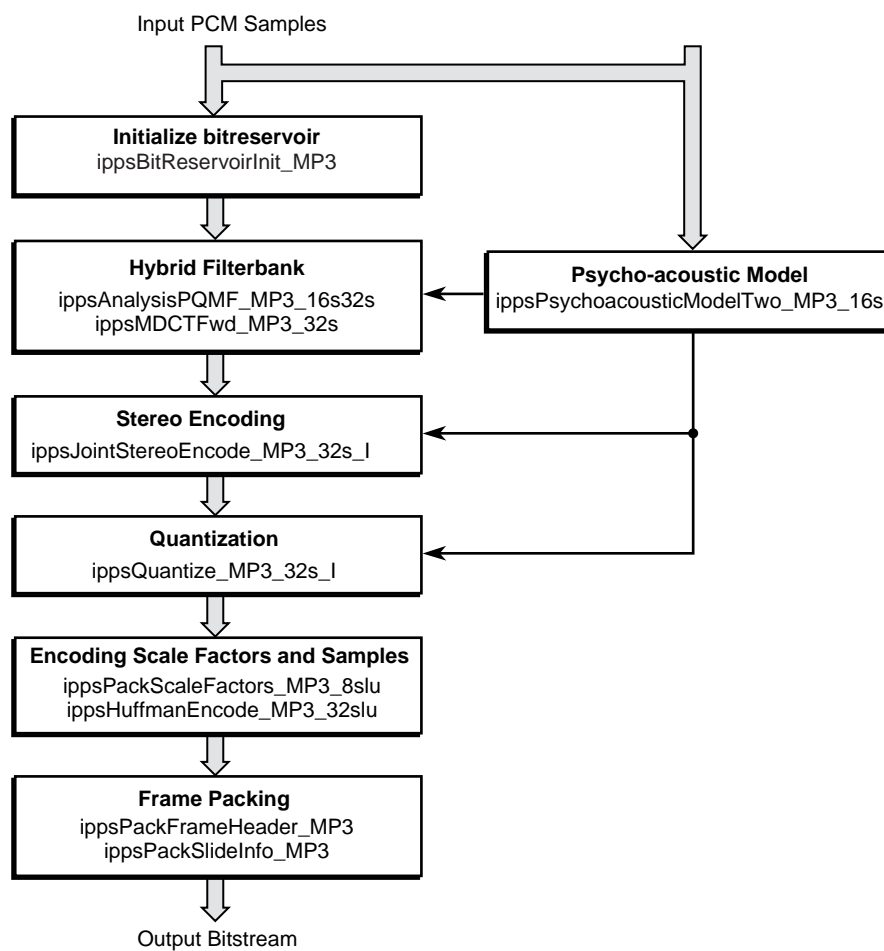 Input PCM Samples
Initialize bitreservoir
ippsBitReservoirInit_MP3
Hybrid Filterbank
ippsAnalysisPQMF_MP3_16s32s
ippsMDCTFwd_MP3_32s
Psycho-acoustic Model
ippsPsychoacousticModelTwo_MP3_16s
Stereo Encoding
ippsJointStereoEncode_MP3_32s_I
Quantization
ippsQuantize_MP3_32s_I
Encoding Scale Factors and Samples
ippsPackScaleFactors_MP3_8slu
ippsHuffmanEncode_MP3_32slu
Frame Packing
ippsPackFrameHeader_MP3
ippsPackSlideInfo_MP3
Output Bitstream